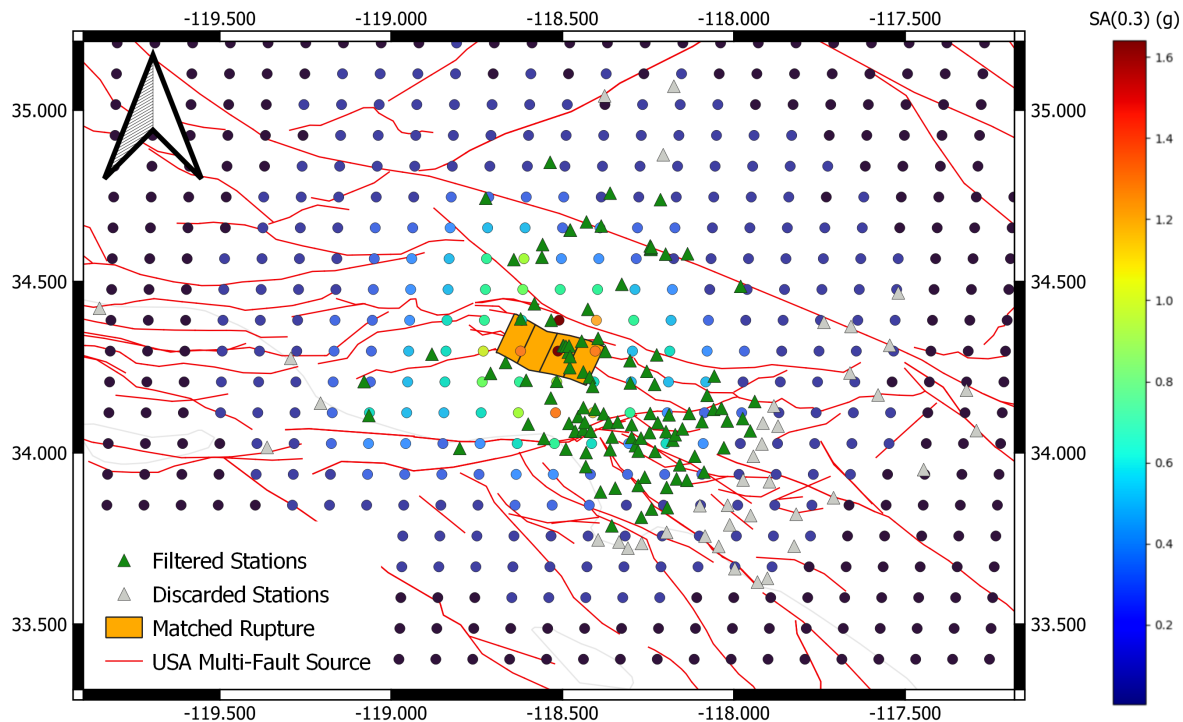 -119.500 -119.000 -118.500 -118.000 -117.500
SA(0.3) (g)
1.6
35.000 35.000
1.4
1.2
34.500 34.500
1.0
0.8
34.000 34.000
0.6
0.4
Filtered Stations
Discarded Stations
Matched Rupture
33.500 33.500
0.2
USA Multi-Fault Source
-119.500 -119.000 -118.500 -118.000 -117.500